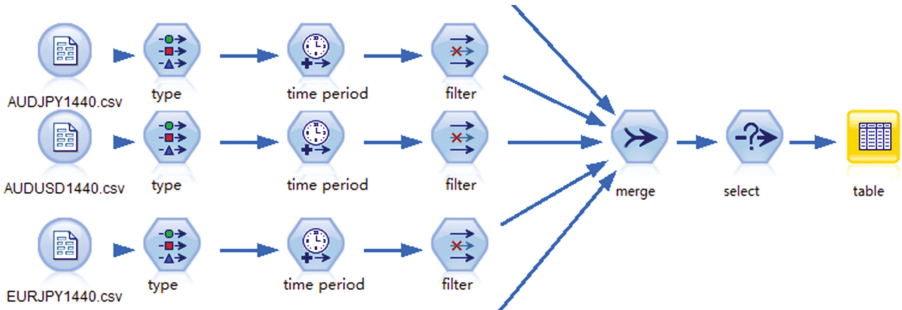 AUDJPY1440.csv
type
time period
filter
AUDUSD1440.csv
type
time period
filter
merge
select
table
EURJPY1440.csv
type
time period
filter